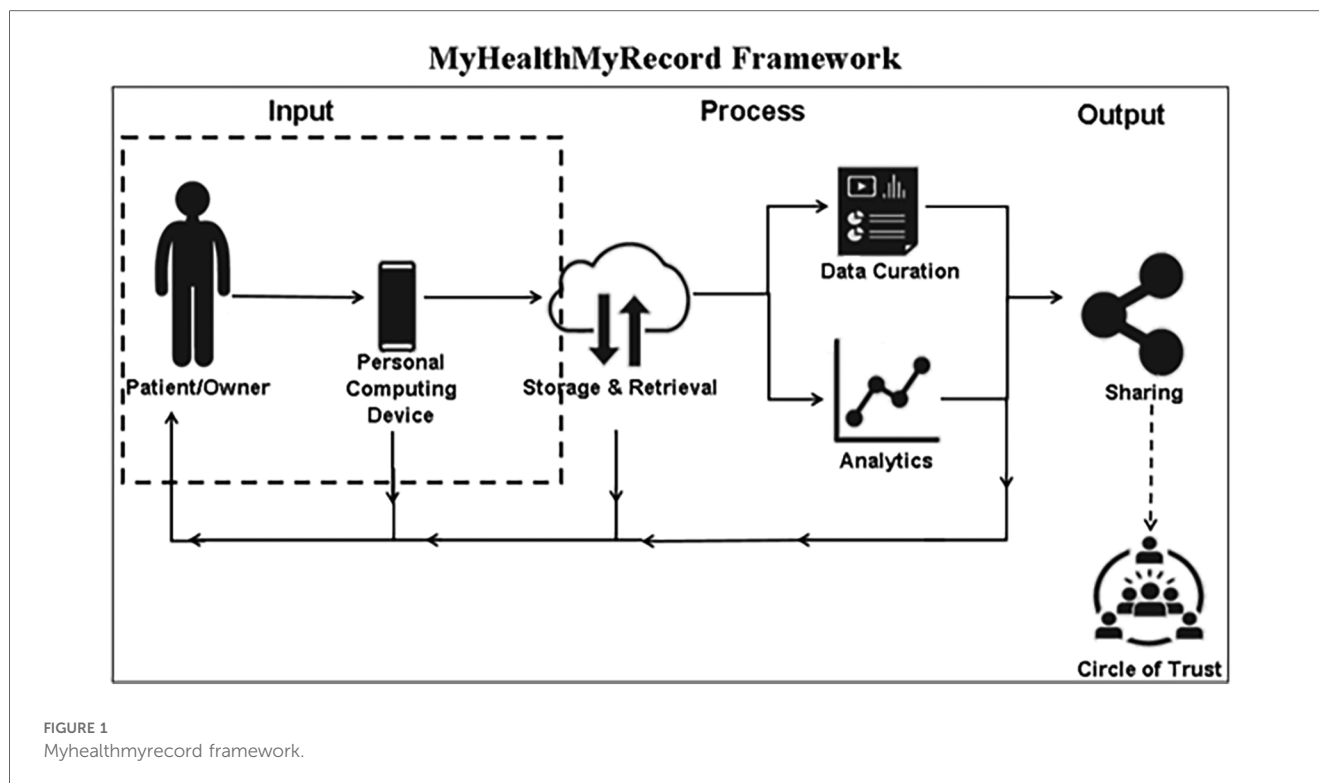 MyHealthMyRecord Framework
Input
Process
Output
Data Curation
Patient/Owner
Personal
Computing
Device
Storage & Retrieval
Sharing
Analytics
Circle of Trust
FIGURE 1
Myhealthmyrecord framework.